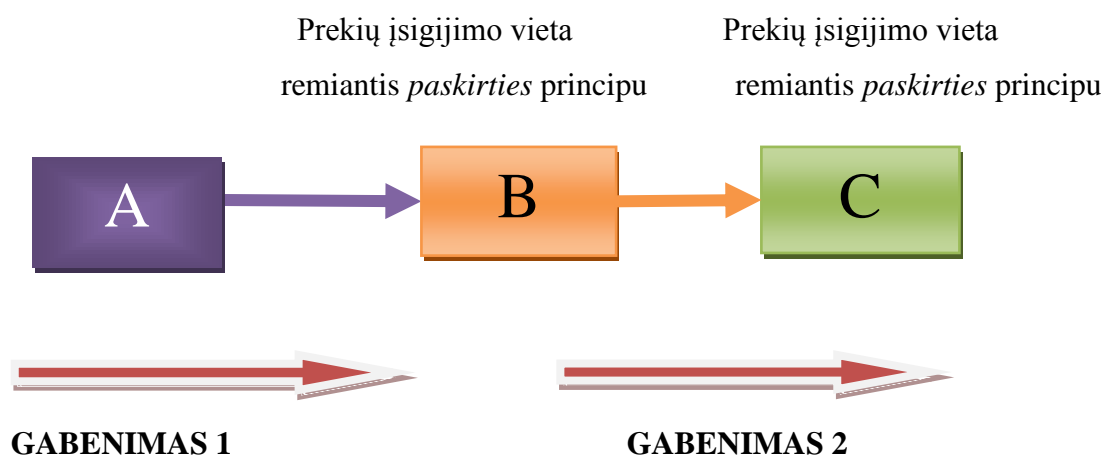 Prekių įsigijimo vieta
remiantis paskirties principu
Prekių įsigijimo vieta
remiantis paskirties principu
A
B
C
GABENIMAS 1
GABENIMAS 2